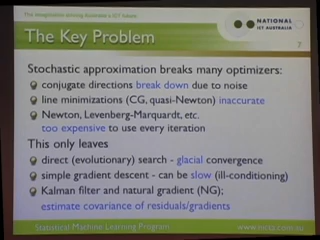 The imagination driving Australia's ICT future.
NATIONAL
ICT AUSTRALIA
The Key Problem
7
Stochastic approximation breaks many optimizers:
conjugate directions break down due to noise
line minimizations (CG, quasi-Newton) inaccurate
Newton, Levenberg-Marquardt, etc.
too expensive to use every iteration
This only leaves
direct (evolutionary) search - glacial convergence
simple gradient descent - can be slow (ill-conditioning)
Kalman filter and natural gradient (NG);
estimate covariance of residuals/gradients
Statistical Machine Learning Program
www.nicta.com.au